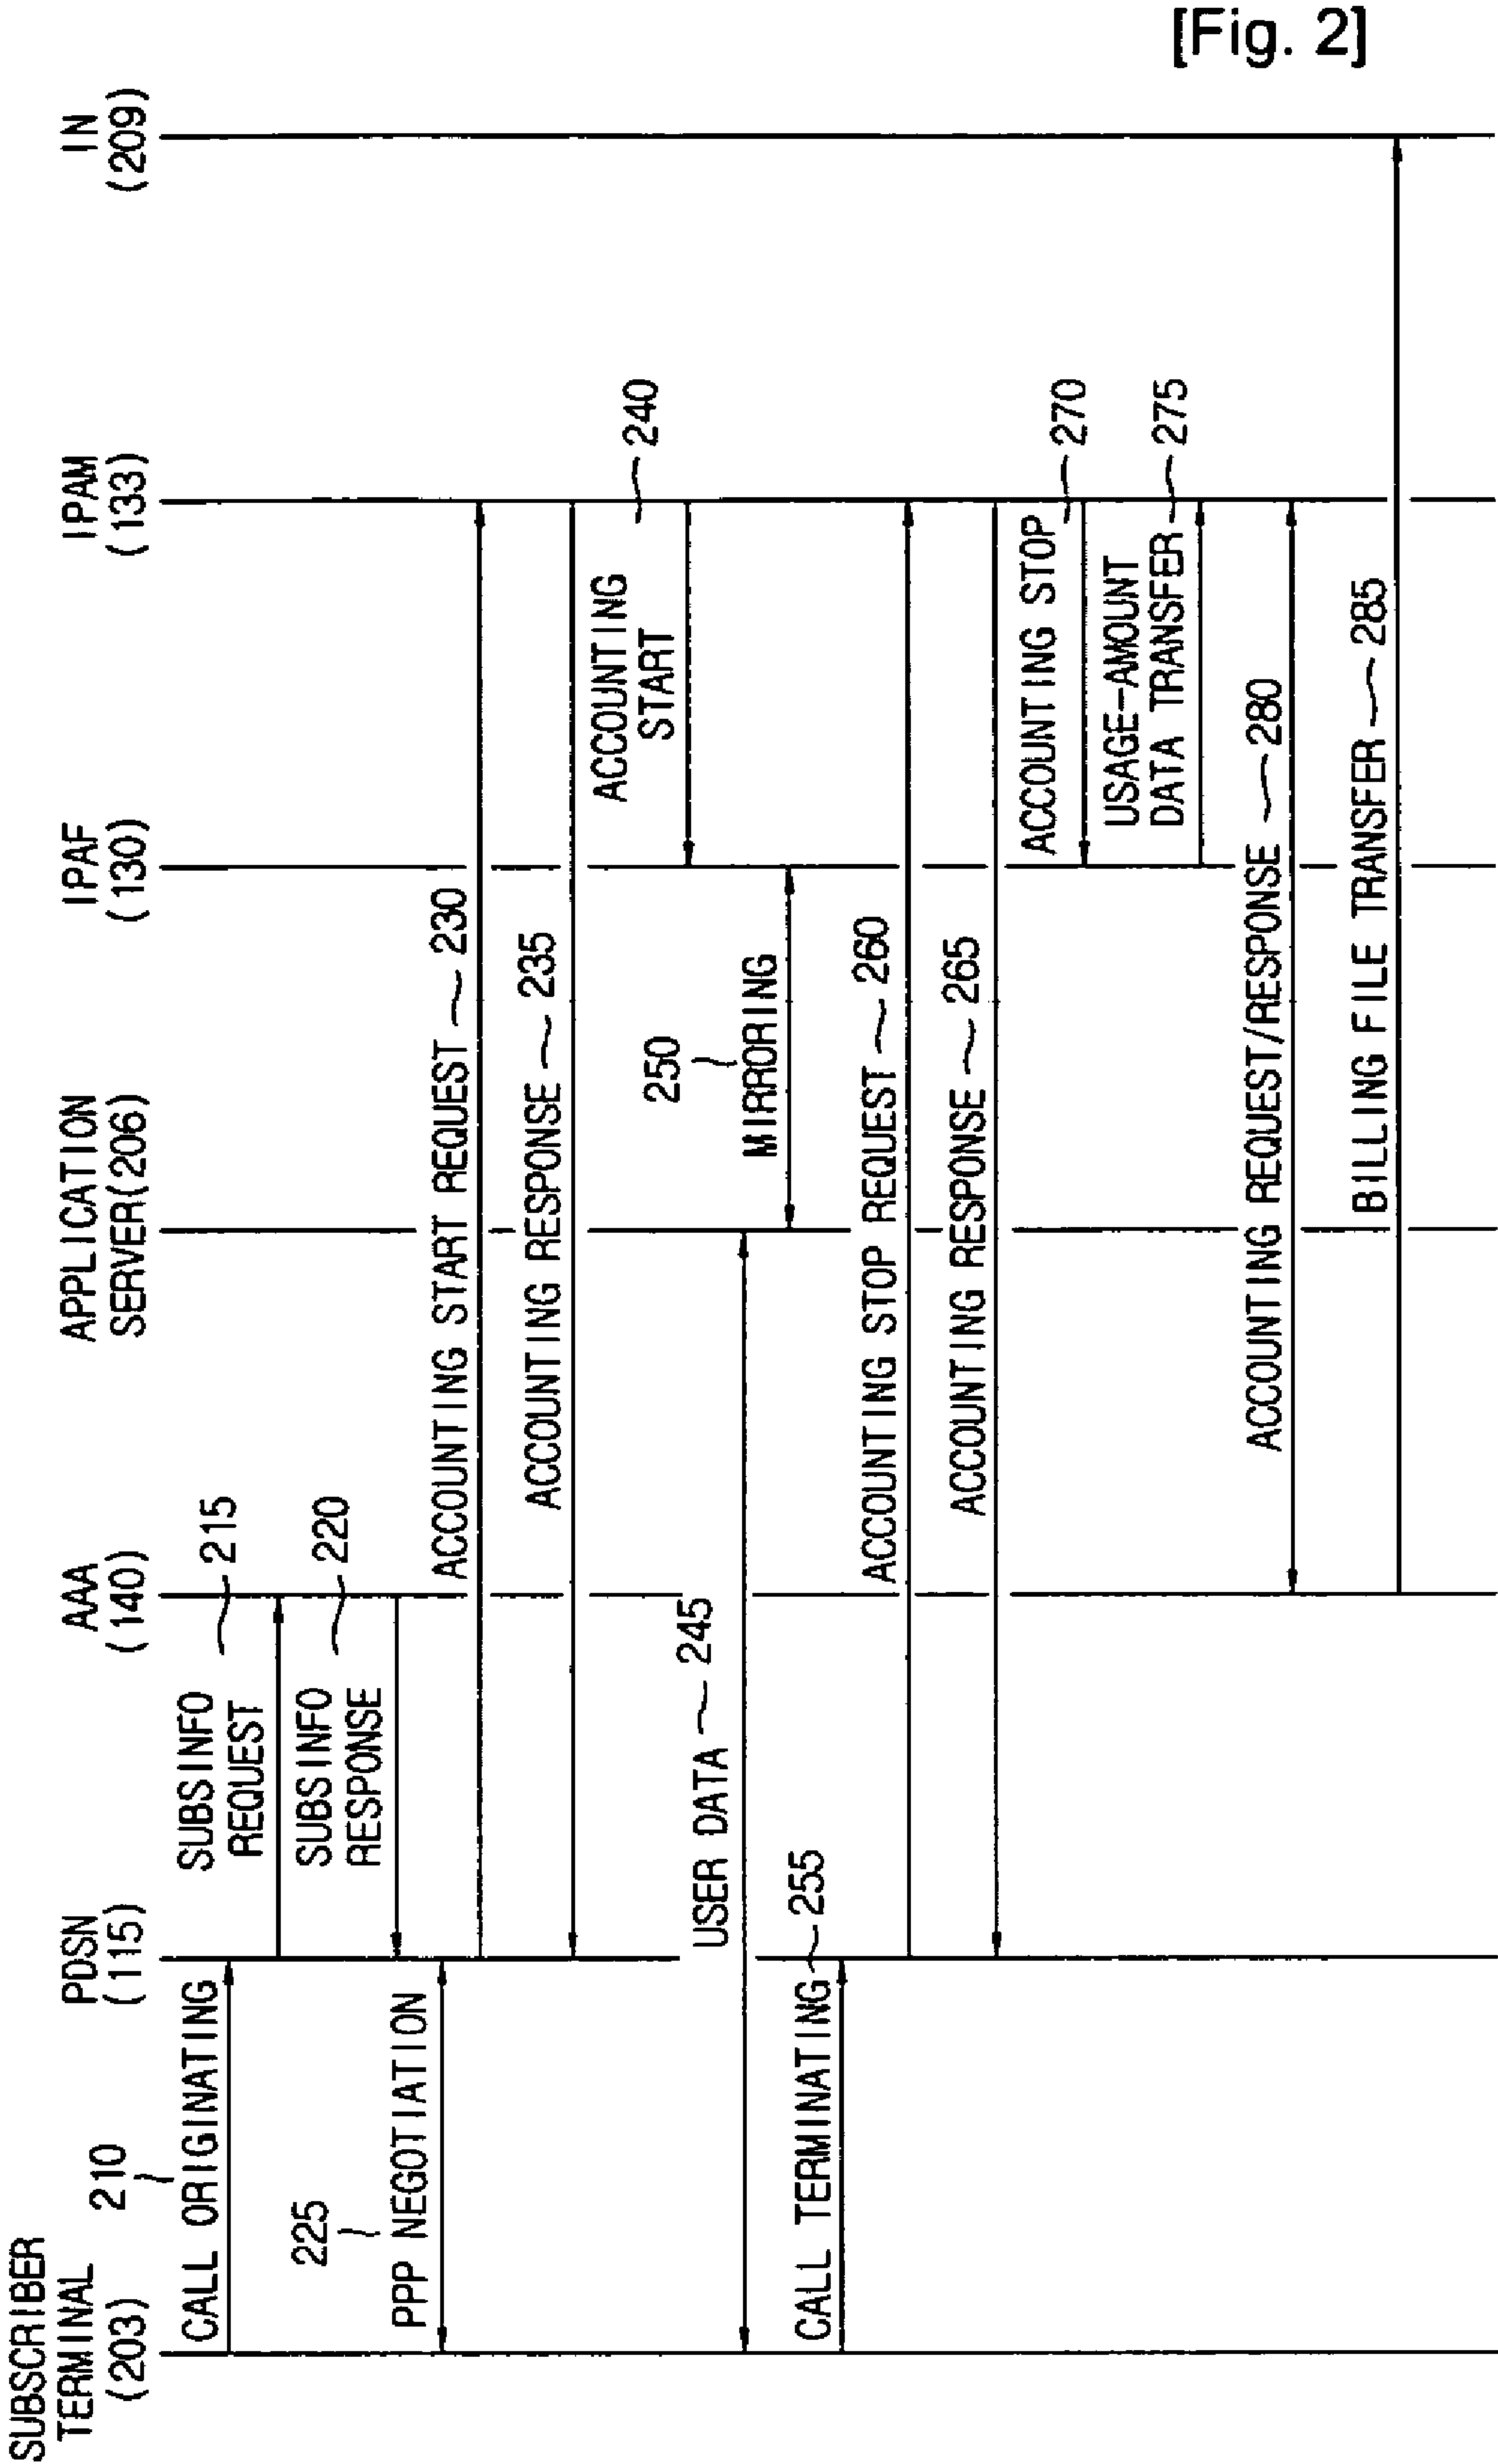 [Fig. 2]
SUBSCRIBER
TERMINAL
(203)
PDSN
(115)
AAA
(140)
APPLICATION
SERVER(206)
IPAF
(130)
IPAM
(133)
IN
(209)
210
CALL ORIGINATING
SUBSINFO
REQUEST
215
SUBSINFO
RESPONSE
220
225
PPP NEGOTIATION
ACCOUNTING START REQUEST 230
ACCOUNTING RESPONSE 235
ACCOUNTING
START
240
USER DATA 245
250
MIRRORING
CALL TERMINATING 255
ACCOUNTING STOP REQUEST 260
ACCOUNTING RESPONSE 265
ACCOUNTING STOP 270
USAGE-AMOUNT
DATA TRANSFER 275
ACCOUNTING REQUEST/RESPONSE 280
BILLING FILE TRANSFER 285